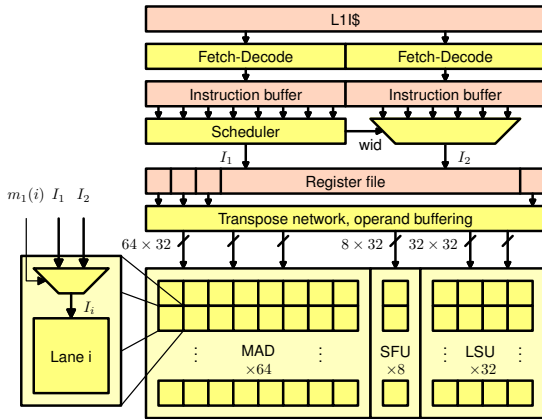 L1I$
Fetch-Decode Fetch-Decode
Instruction buffer Instruction buffer
Scheduler
wid
I₁ I₂
Register file
m₁(i) I₁ I₂
Transpose network, operand buffering
64 × 32 8 × 32 32 × 32
I_i
Lane i
⋮ MAD ⋮ SFU ⋮ LSU ⋮
×64 ×8 ×32